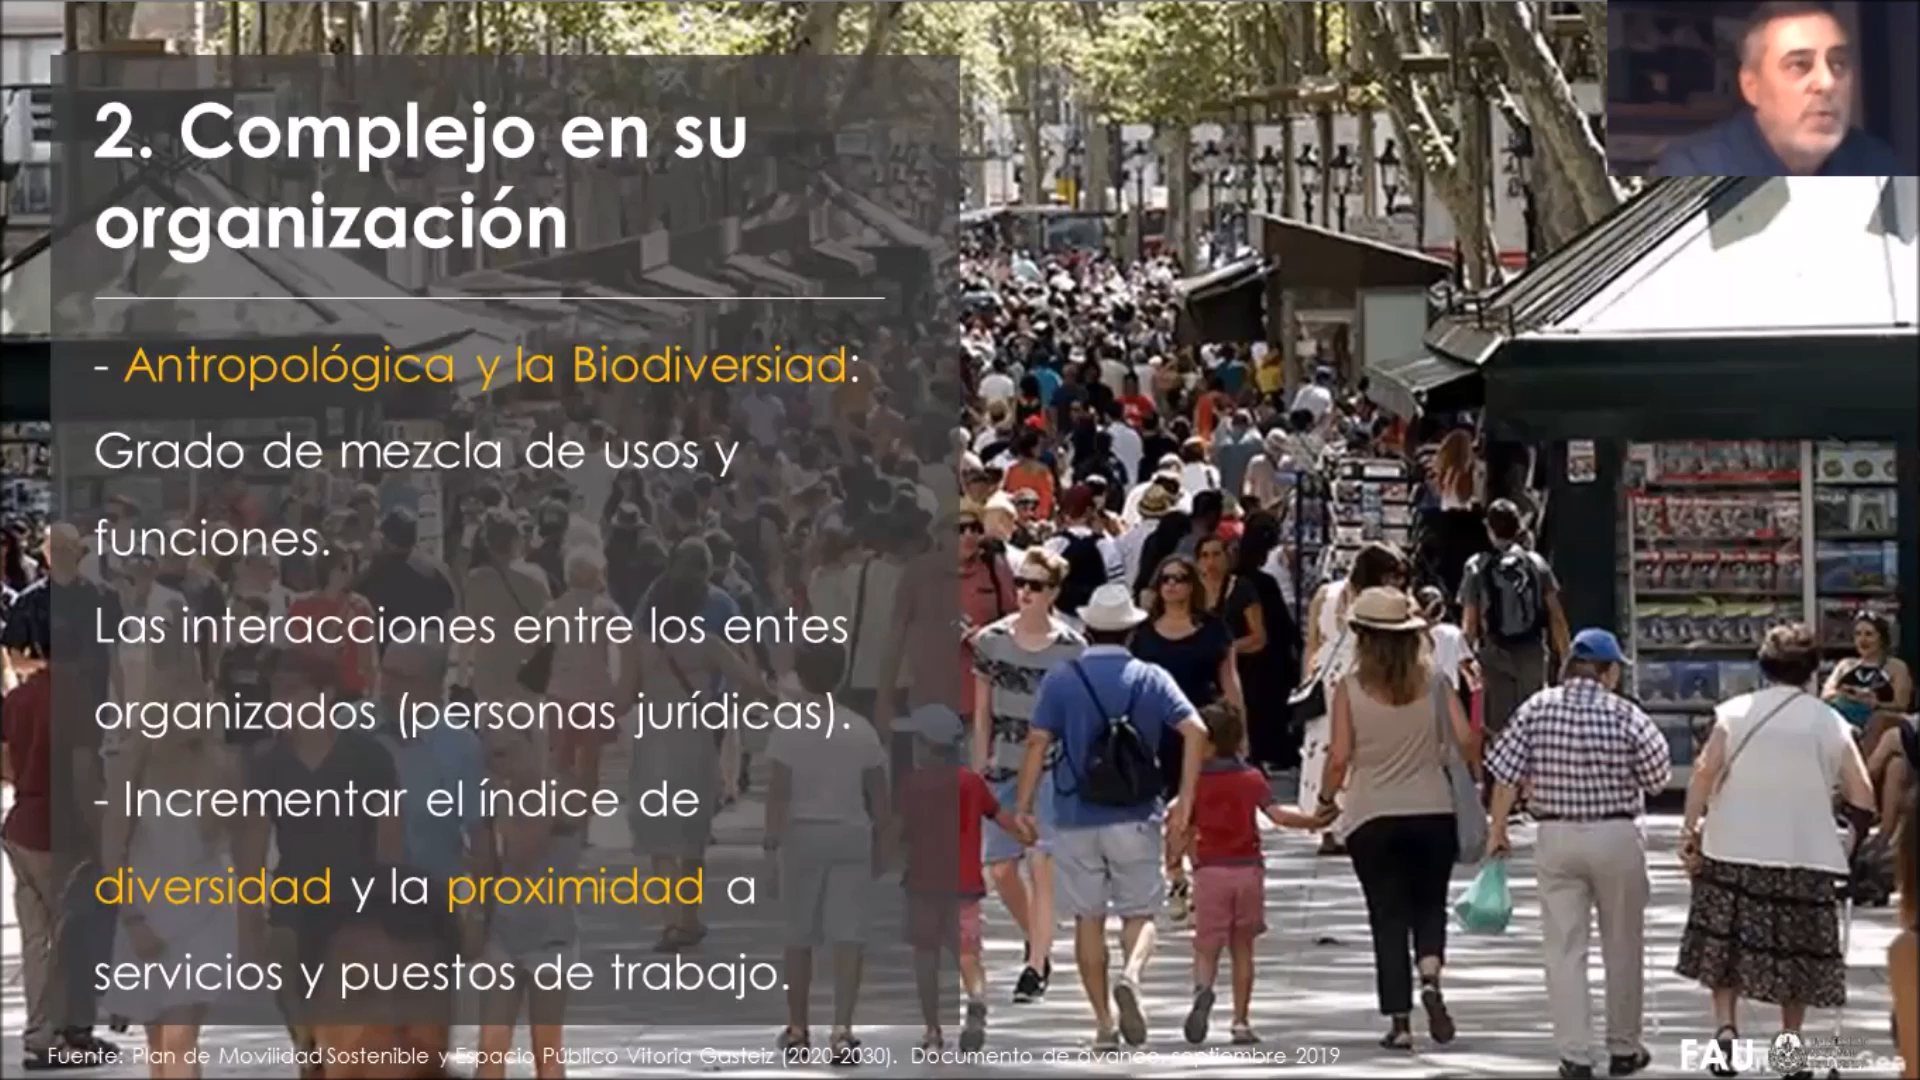 2. Complejo en su
organización
- Antropológica y la Biodiversiad:
Grado de mezcla de usos y
funciones.
Las interacciones entre los entes
organizados (personas jurídicas).
- Incrementar el índice de
diversidad y la proximidad a
servicios y puestos de trabajo.
Fuente: Plan de Movilidad Sostenible y Espacio Público Vitoria Gasteiz (2020-2030). Documento de avance, septiembre 2019
FAU